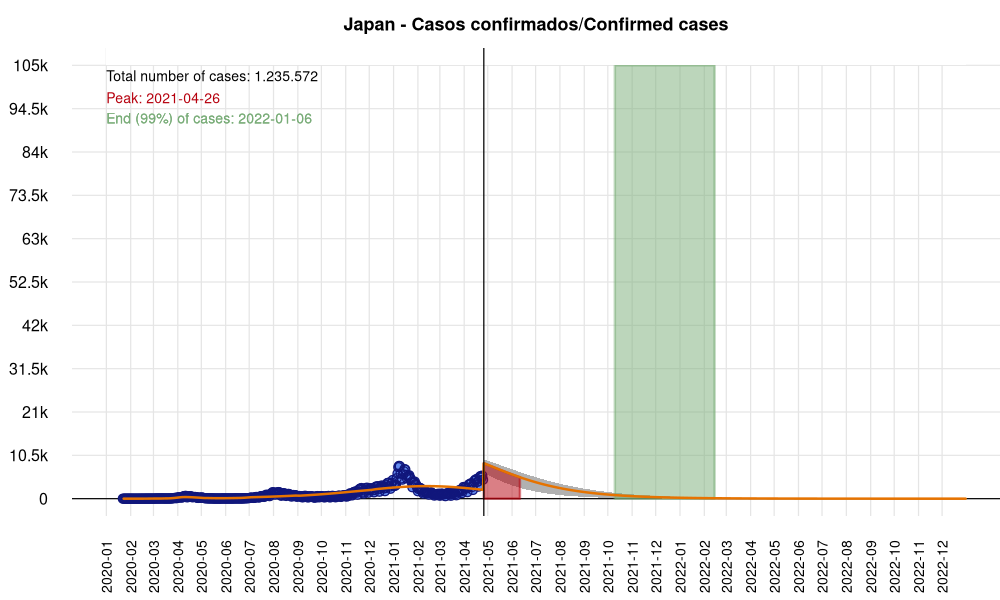 Japan - Casos confirmados/Confirmed cases
Total number of cases: 1.235.572
Peak: 2021-04-26
End (99%) of cases: 2022-01-06
105k
94.5k
84k
73.5k
63k
52.5k
42k
31.5k
21k
10.5k
0
2020-01
2020-02
2020-03
2020-04
2020-05
2020-06
2020-07
2020-08
2020-09
2020-10
2020-11
2020-12
2021-01
2021-02
2021-03
2021-04
2021-05
2021-06
2021-07
2021-08
2021-09
2021-10
2021-11
2021-12
2022-01
2022-02
2022-03
2022-04
2022-05
2022-06
2022-07
2022-08
2022-09
2022-10
2022-11
2022-12